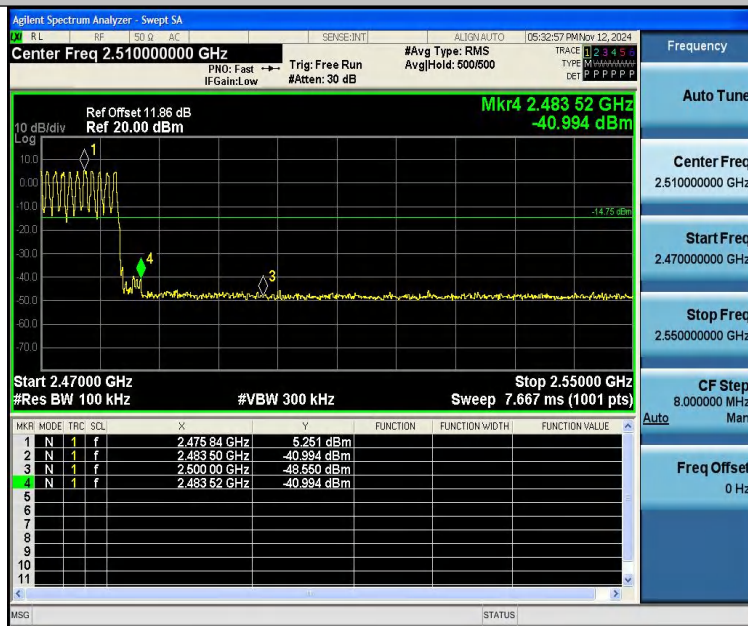 Agilent Spectrum Analyzer - Swept SA
RL RF 50 Ω AC SENSE:INT ALIGN AUTO 05:32:57 PM Nov 12, 2024
Center Freq 2.510000000 GHz
PNO: Fast
IFGain:Low
Trig: Free Run
#Atten: 30 dB
#Avg Type: RMS
Avg|Hold: 500/500
TRACE 1 2 3 4 5 6
TYPE M
DET P P P P P P
Frequency
Auto Tune
Center Freq
2.510000000 GHz
Start Freq
2.470000000 GHz
Stop Freq
2.550000000 GHz
CF Step
8.000000 MHz
Auto Man
Freq Offset
0 Hz
Mkr4 2.483 52 GHz
-40.994 dBm
Ref Offset 11.86 dB
10 dB/div Ref 20.00 dBm
Log
10.0
0.00
-10.0
-20.0
-30.0
-40.0
-50.0
-60.0
-70.0
1
4
3
-14.75 dBm
Start 2.47000 GHz Stop 2.55000 GHz
#Res BW 100 kHz #VBW 300 kHz Sweep 7.667 ms (1001 pts)
MKR MODE TRC SCL X Y FUNCTION FUNCTION WIDTH FUNCTION VALUE
1 N 1 f 2.475 84 GHz 5.251 dBm
2 N 1 f 2.483 50 GHz -40.994 dBm
3 N 1 f 2.500 00 GHz -48.550 dBm
4 N 1 f 2.483 52 GHz -40.994 dBm
5
6
7
8
9
10
11
MSG STATUS